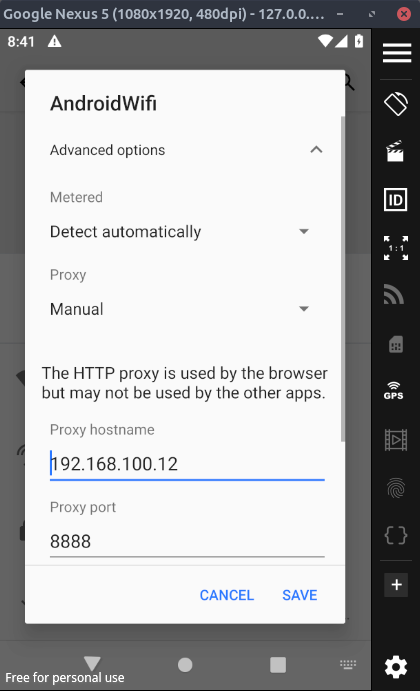 Google Nexus 5 (1080x1920, 480dpi) - 127.0.0....
8:41
AndroidWifi
Advanced options
Metered
Detect automatically
Proxy
Manual
The HTTP proxy is used by the browser
but may not be used by the other apps.
Proxy hostname
192.168.100.12
Proxy port
8888
CANCEL SAVE
Free for personal use
ID
1:1
GPS